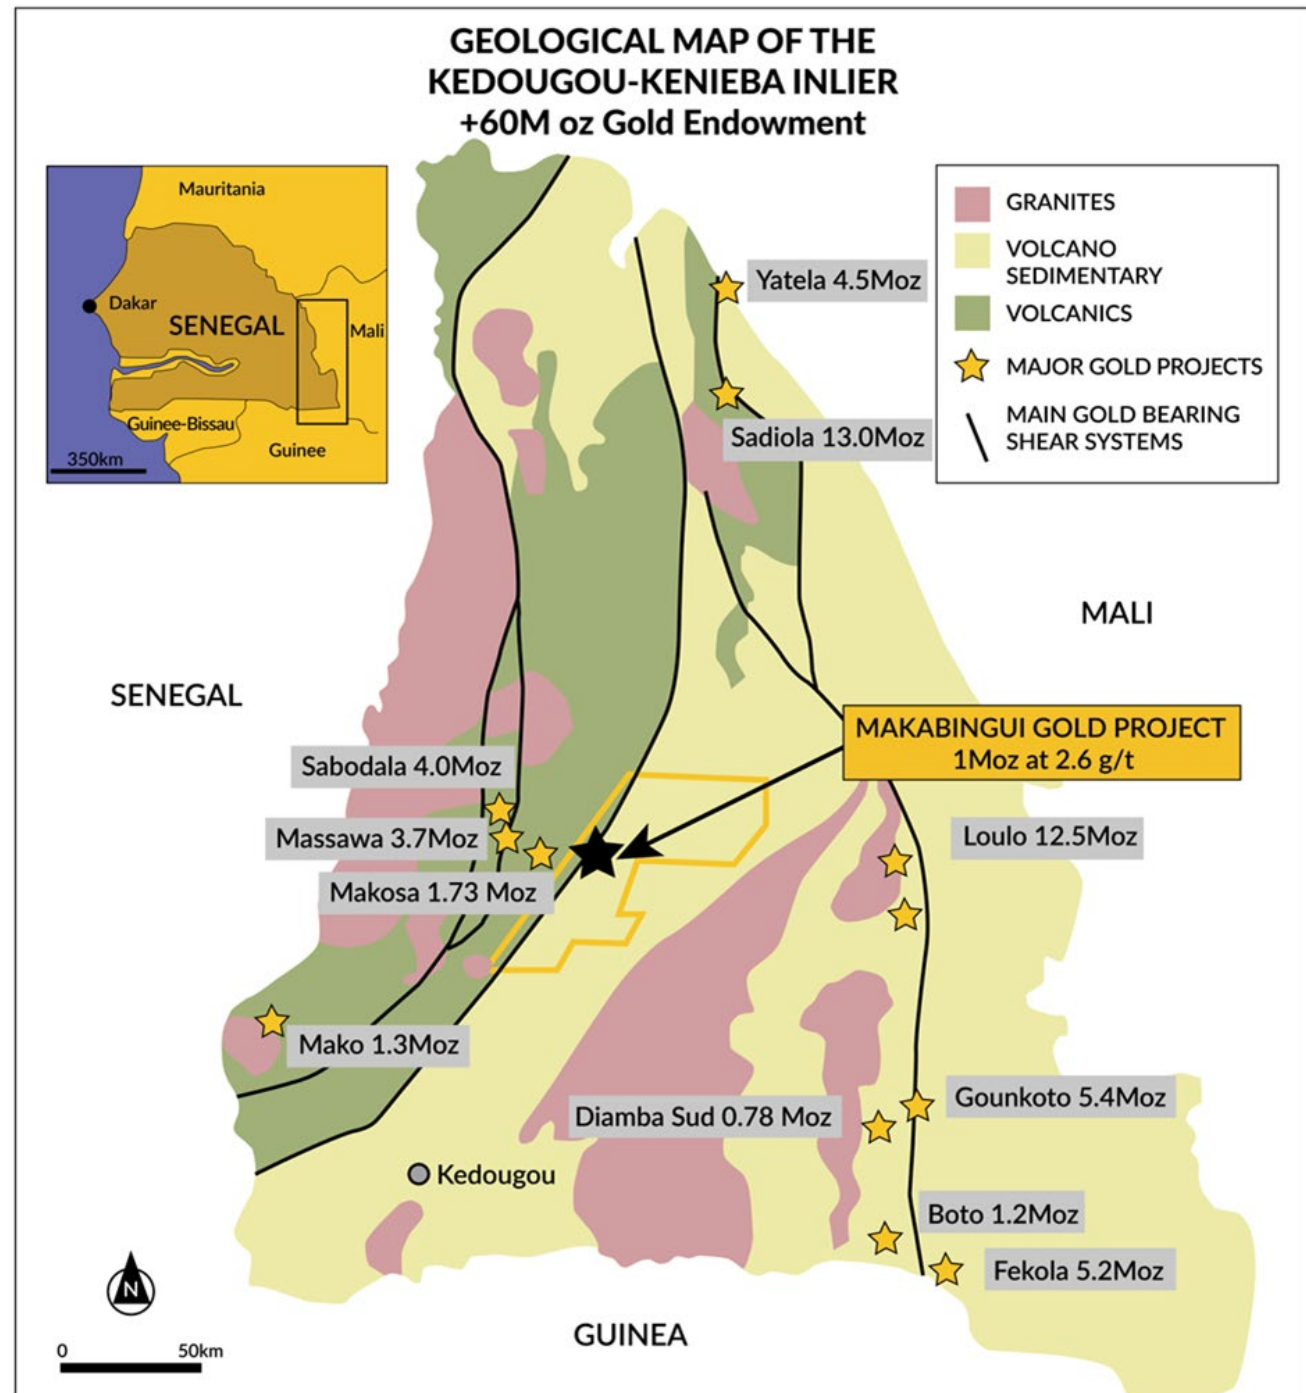 GEOLOGICAL MAP OF THE
KEDOUGOU-KENIEBA INLIER
+60M oz Gold Endowment
Mauritania
Dakar
SENEGAL
Mali
Guinee-Bissau
Guinee
350km
GRANITES
VOLCANO
SEDIMENTARY
VOLCANICS
MAJOR GOLD PROJECTS
MAIN GOLD BEARING
SHEAR SYSTEMS
Yatela 4.5Moz
Sadiola 13.0Moz
MALI
SENEGAL
MAKABINGUI GOLD PROJECT
1Moz at 2.6 g/t
Sabodala 4.0Moz
Massawa 3.7Moz
Makosa 1.73 Moz
Loulo 12.5Moz
Mako 1.3Moz
Gounkoto 5.4Moz
Diamba Sud 0.78 Moz
Kedougou
Boto 1.2Moz
Fekola 5.2Moz
N
GUINEA
0 50km